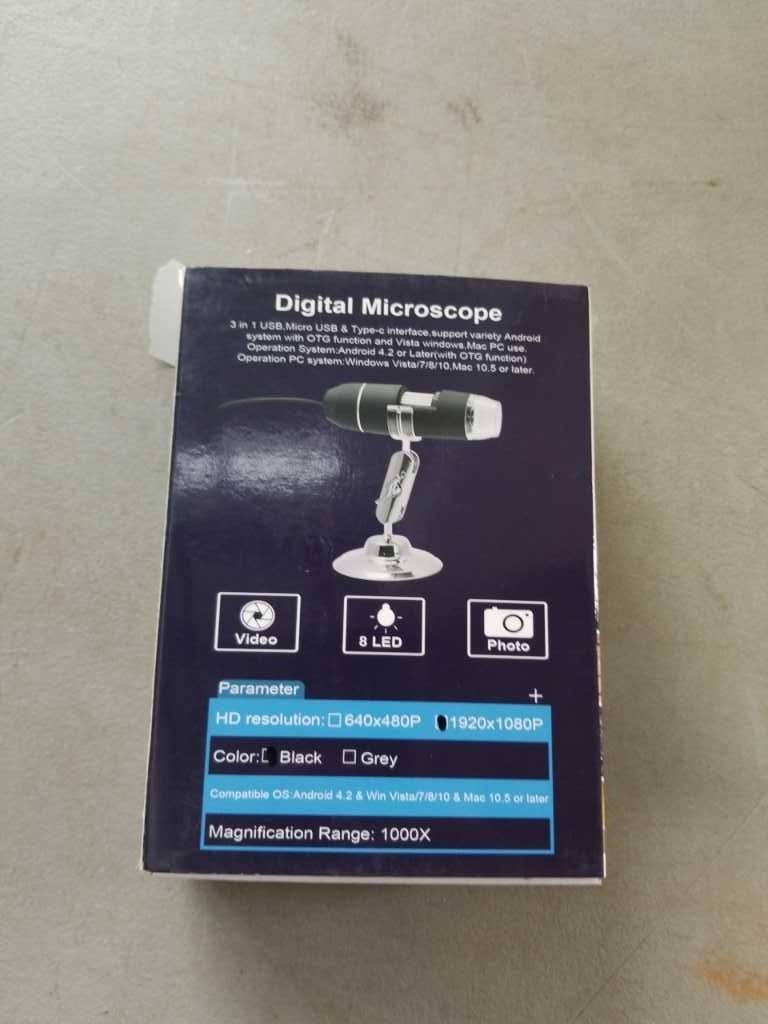 Digital Microscope
3 in 1 USB,Micro USB & Type-c interface,support variety Android
system with OTG function and Vista windows,Mac PC use.
Operation System:Android 4.2 or Later(with OTG function)
Operation PC system:Windows Vista/7/8/10,Mac 10.5 or later.
Video
8 LED
Photo
Parameter +
HD resolution: 640x480P 1920x1080P
Color: Black Grey
Compatible OS:Android 4.2 & Win Vista/7/8/10 & Mac 10.5 or later
Magnification Range: 1000X